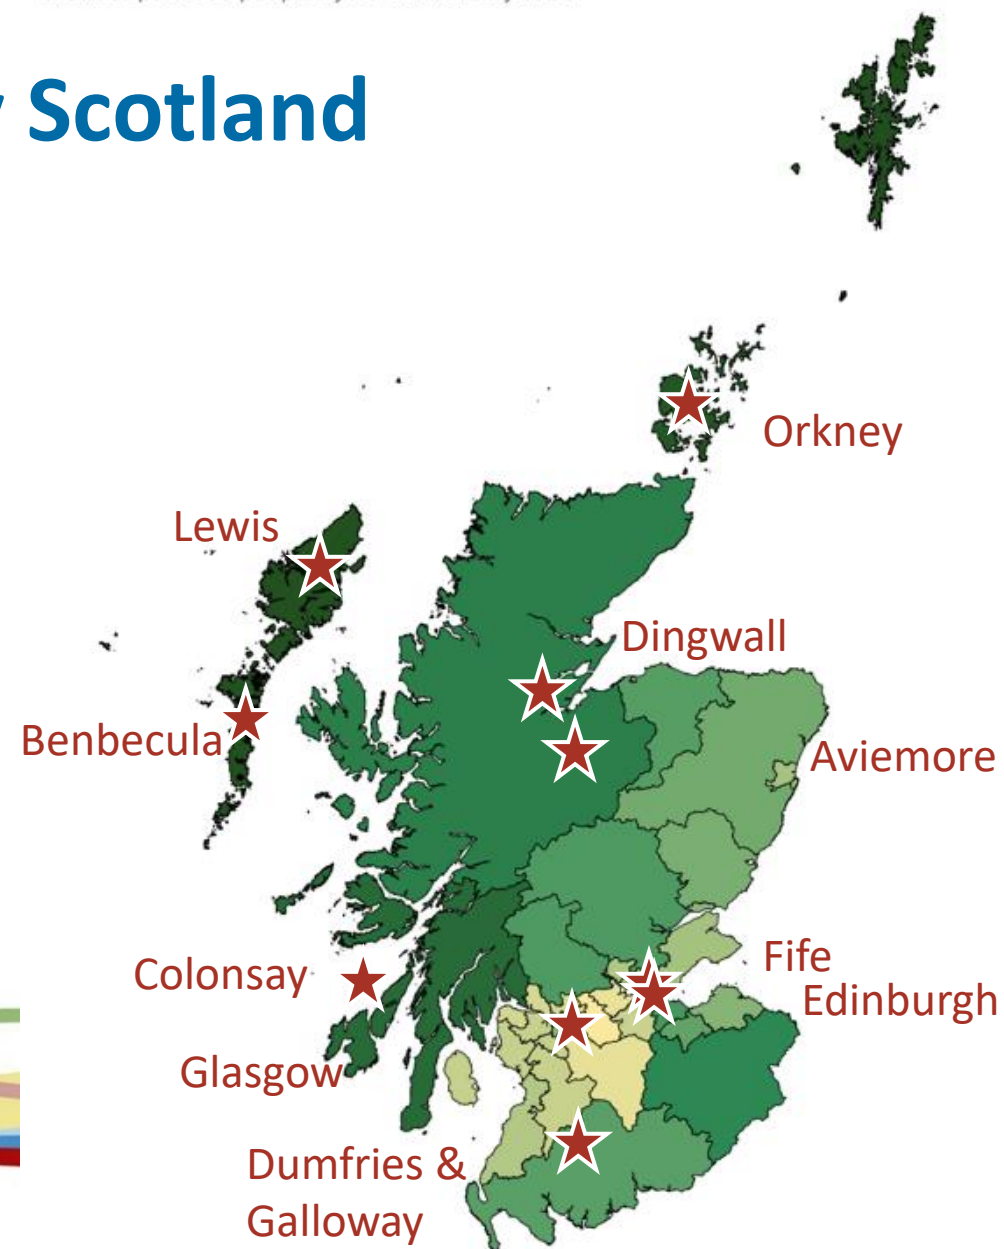 Scotland
Orkney
Lewis
Dingwall
Benbecula
Aviemore
Colonsay
Fife
Edinburgh
Glasgow
Dumfries &
Galloway